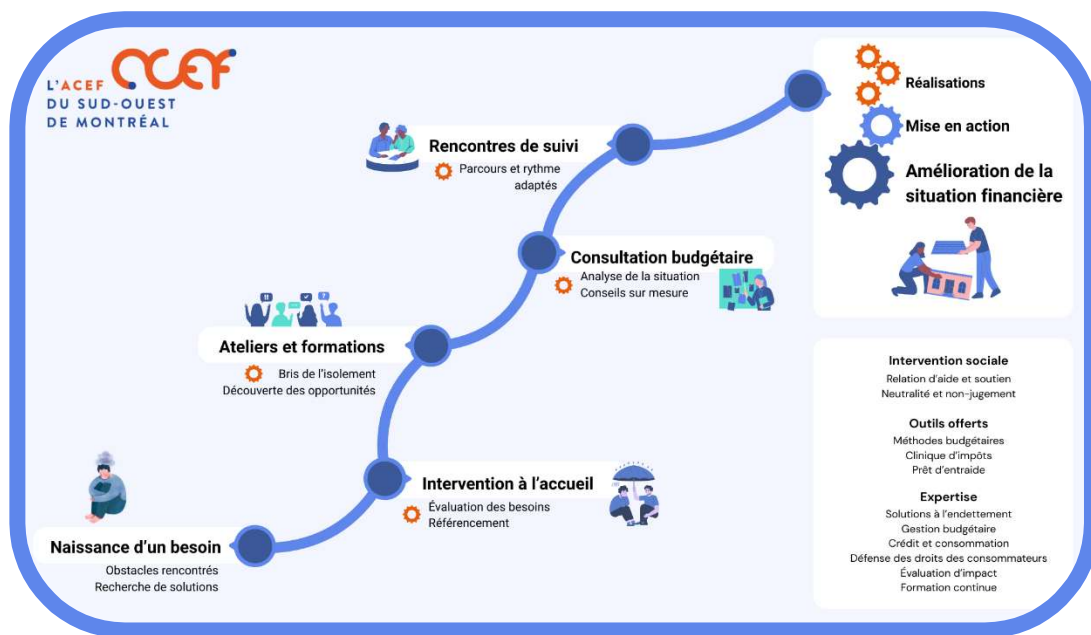 L'ACEF acef
DU SUD-OUEST
DE MONTRÉAL
Naissance d'un besoin
Obstacles rencontrés
Recherche de solutions
Intervention à l'accueil
Évaluation des besoins
Référencement
Ateliers et formations
Bris de l'isolement
Découverte des opportunités
Consultation budgétaire
Analyse de la situation
Conseils sur mesure
Rencontres de suivi
Parcours et rythme
adaptés
Réalisations
Mise en action
Amélioration de la
situation financière
Intervention sociale
Relation d'aide et soutien
Neutralité et non-jugement
Outils offerts
Méthodes budgétaires
Clinique d'impôts
Prêt d'entraide
Expertise
Solutions à l'endettement
Gestion budgétaire
Crédit et consommation
Défense des droits des consommateurs
Évaluation d'impact
Formation continue